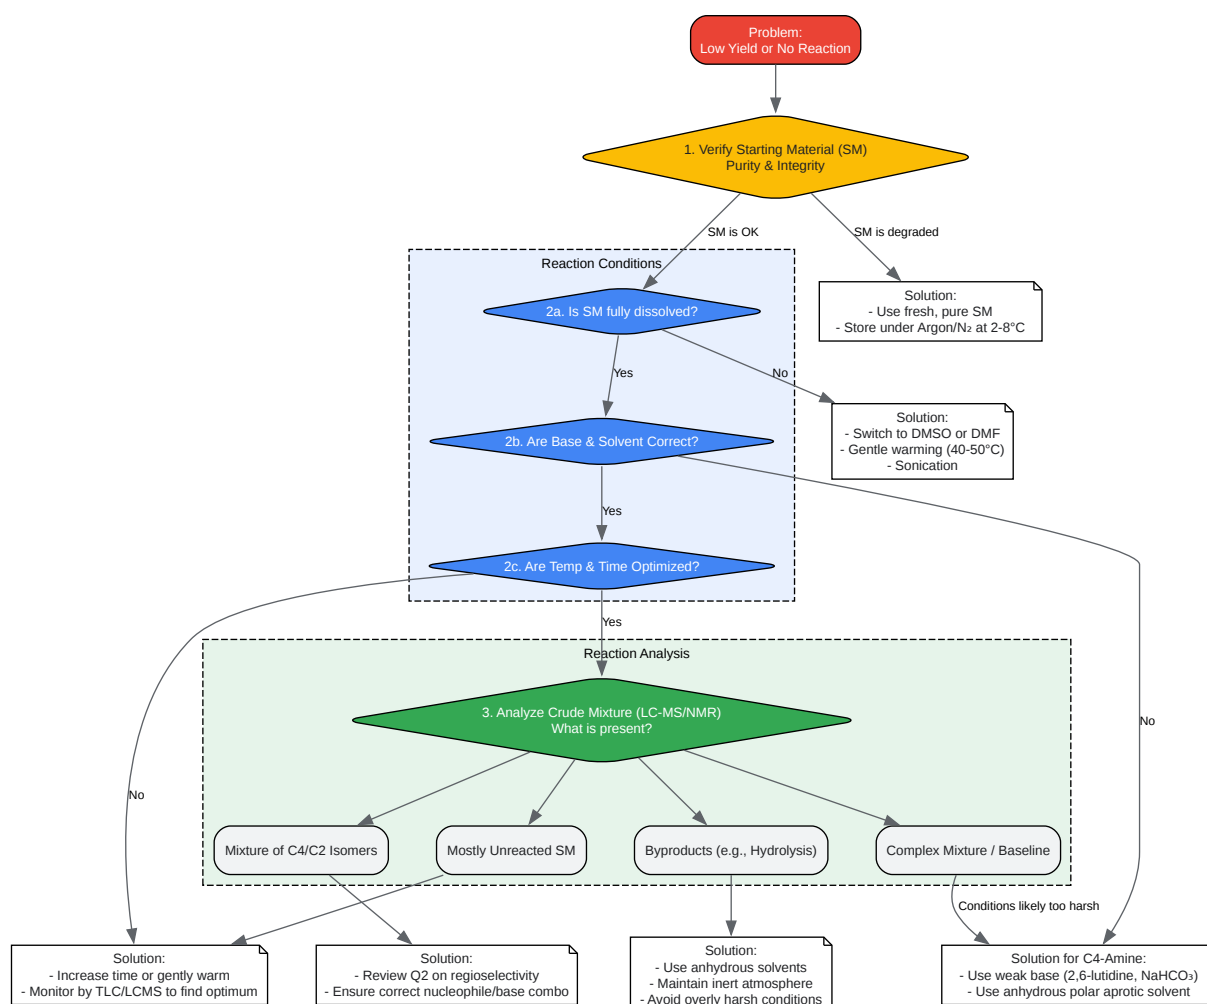 Problem:
Low Yield or No Reaction
1. Verify Starting Material (SM)
Purity & Integrity
SM is OK
SM is degraded
Reaction Conditions
Solution:
- Use fresh, pure SM
- Store under Argon/N₂ at 2-8°C
2a. Is SM fully dissolved?
Yes
No
Solution:
- Switch to DMSO or DMF
- Gentle warming (40-50°C)
- Sonication
2b. Are Base & Solvent Correct?
Yes
2c. Are Temp & Time Optimized?
Yes
Reaction Analysis
3. Analyze Crude Mixture (LC-MS/NMR)
What is present?
No
No
Mixture of C4/C2 Isomers
Mostly Unreacted SM
Byproducts (e.g., Hydrolysis)
Complex Mixture / Baseline
Conditions likely too harsh
Solution:
- Increase time or gently warm
- Monitor by TLC/LCMS to find optimum
Solution:
- Review Q2 on regioselectivity
- Ensure correct nucleophile/base combo
Solution:
- Use anhydrous solvents
- Maintain inert atmosphere
- Avoid overly harsh conditions
Solution for C4-Amine:
- Use weak base (2,6-lutidine, NaHCO₃)
- Use anhydrous polar aprotic solvent